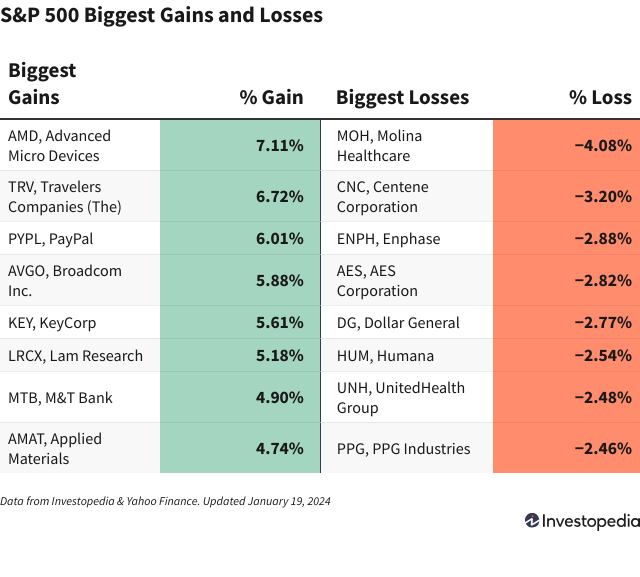 S&P 500 Biggest Gains and Losses
Biggest
Gains
% Gain
Biggest Losses
% Loss
AMD, Advanced
Micro Devices
7.11%
MOH, Molina
Healthcare
−4.08%
TRV, Travelers
Companies (The)
6.72%
CNC, Centene
Corporation
−3.20%
PYPL, PayPal
6.01%
ENPH, Enphase
−2.88%
AVGO, Broadcom
Inc.
5.88%
AES, AES
Corporation
−2.82%
KEY, KeyCorp
5.61%
DG, Dollar General
−2.77%
LRCX, Lam Research
5.18%
HUM, Humana
−2.54%
MTB, M&T Bank
4.90%
UNH, UnitedHealth
Group
−2.48%
AMAT, Applied
Materials
4.74%
PPG, PPG Industries
−2.46%
Data from Investopedia & Yahoo Finance. Updated January 19, 2024
Investopedia